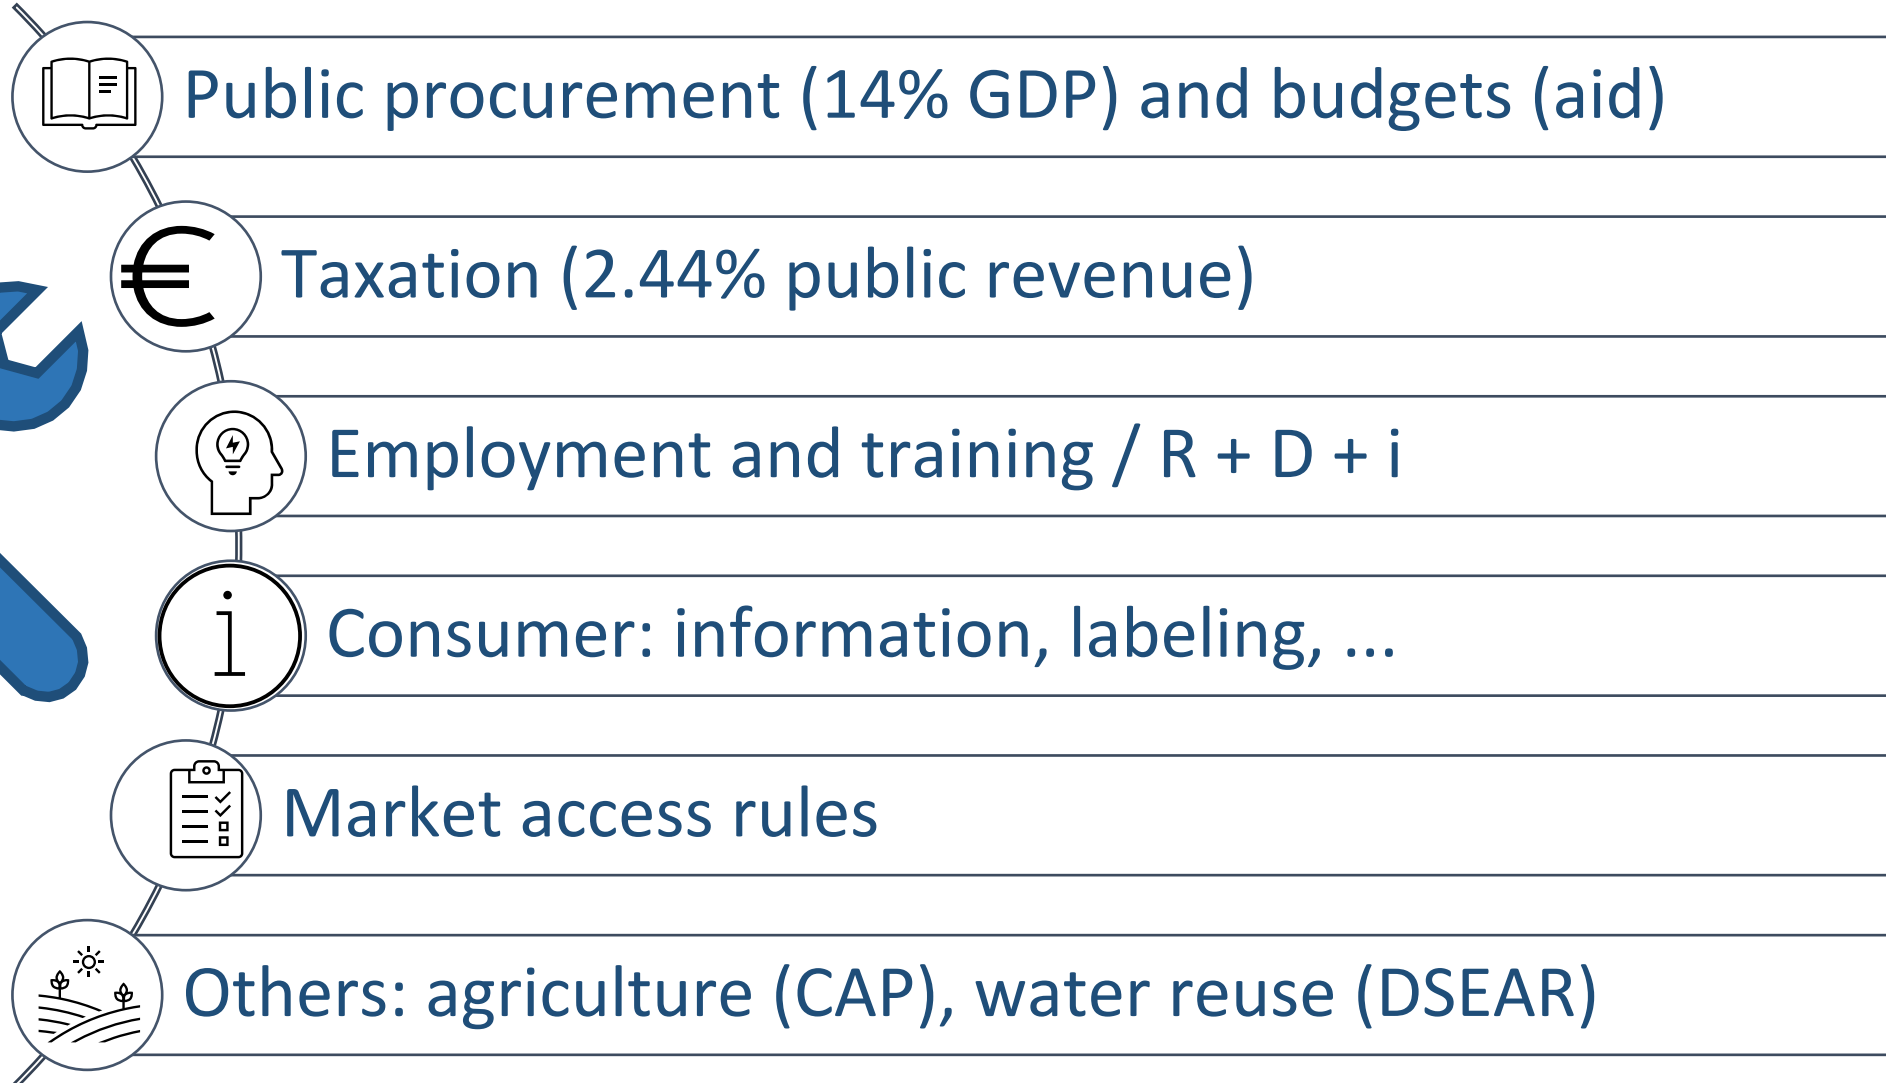 Public procurement (14% GDP) and budgets (aid)
Taxation (2.44% public revenue)
Employment and training / R + D + i
Consumer: information, labeling, ...
Market access rules
Others: agriculture (CAP), water reuse (DSEAR)